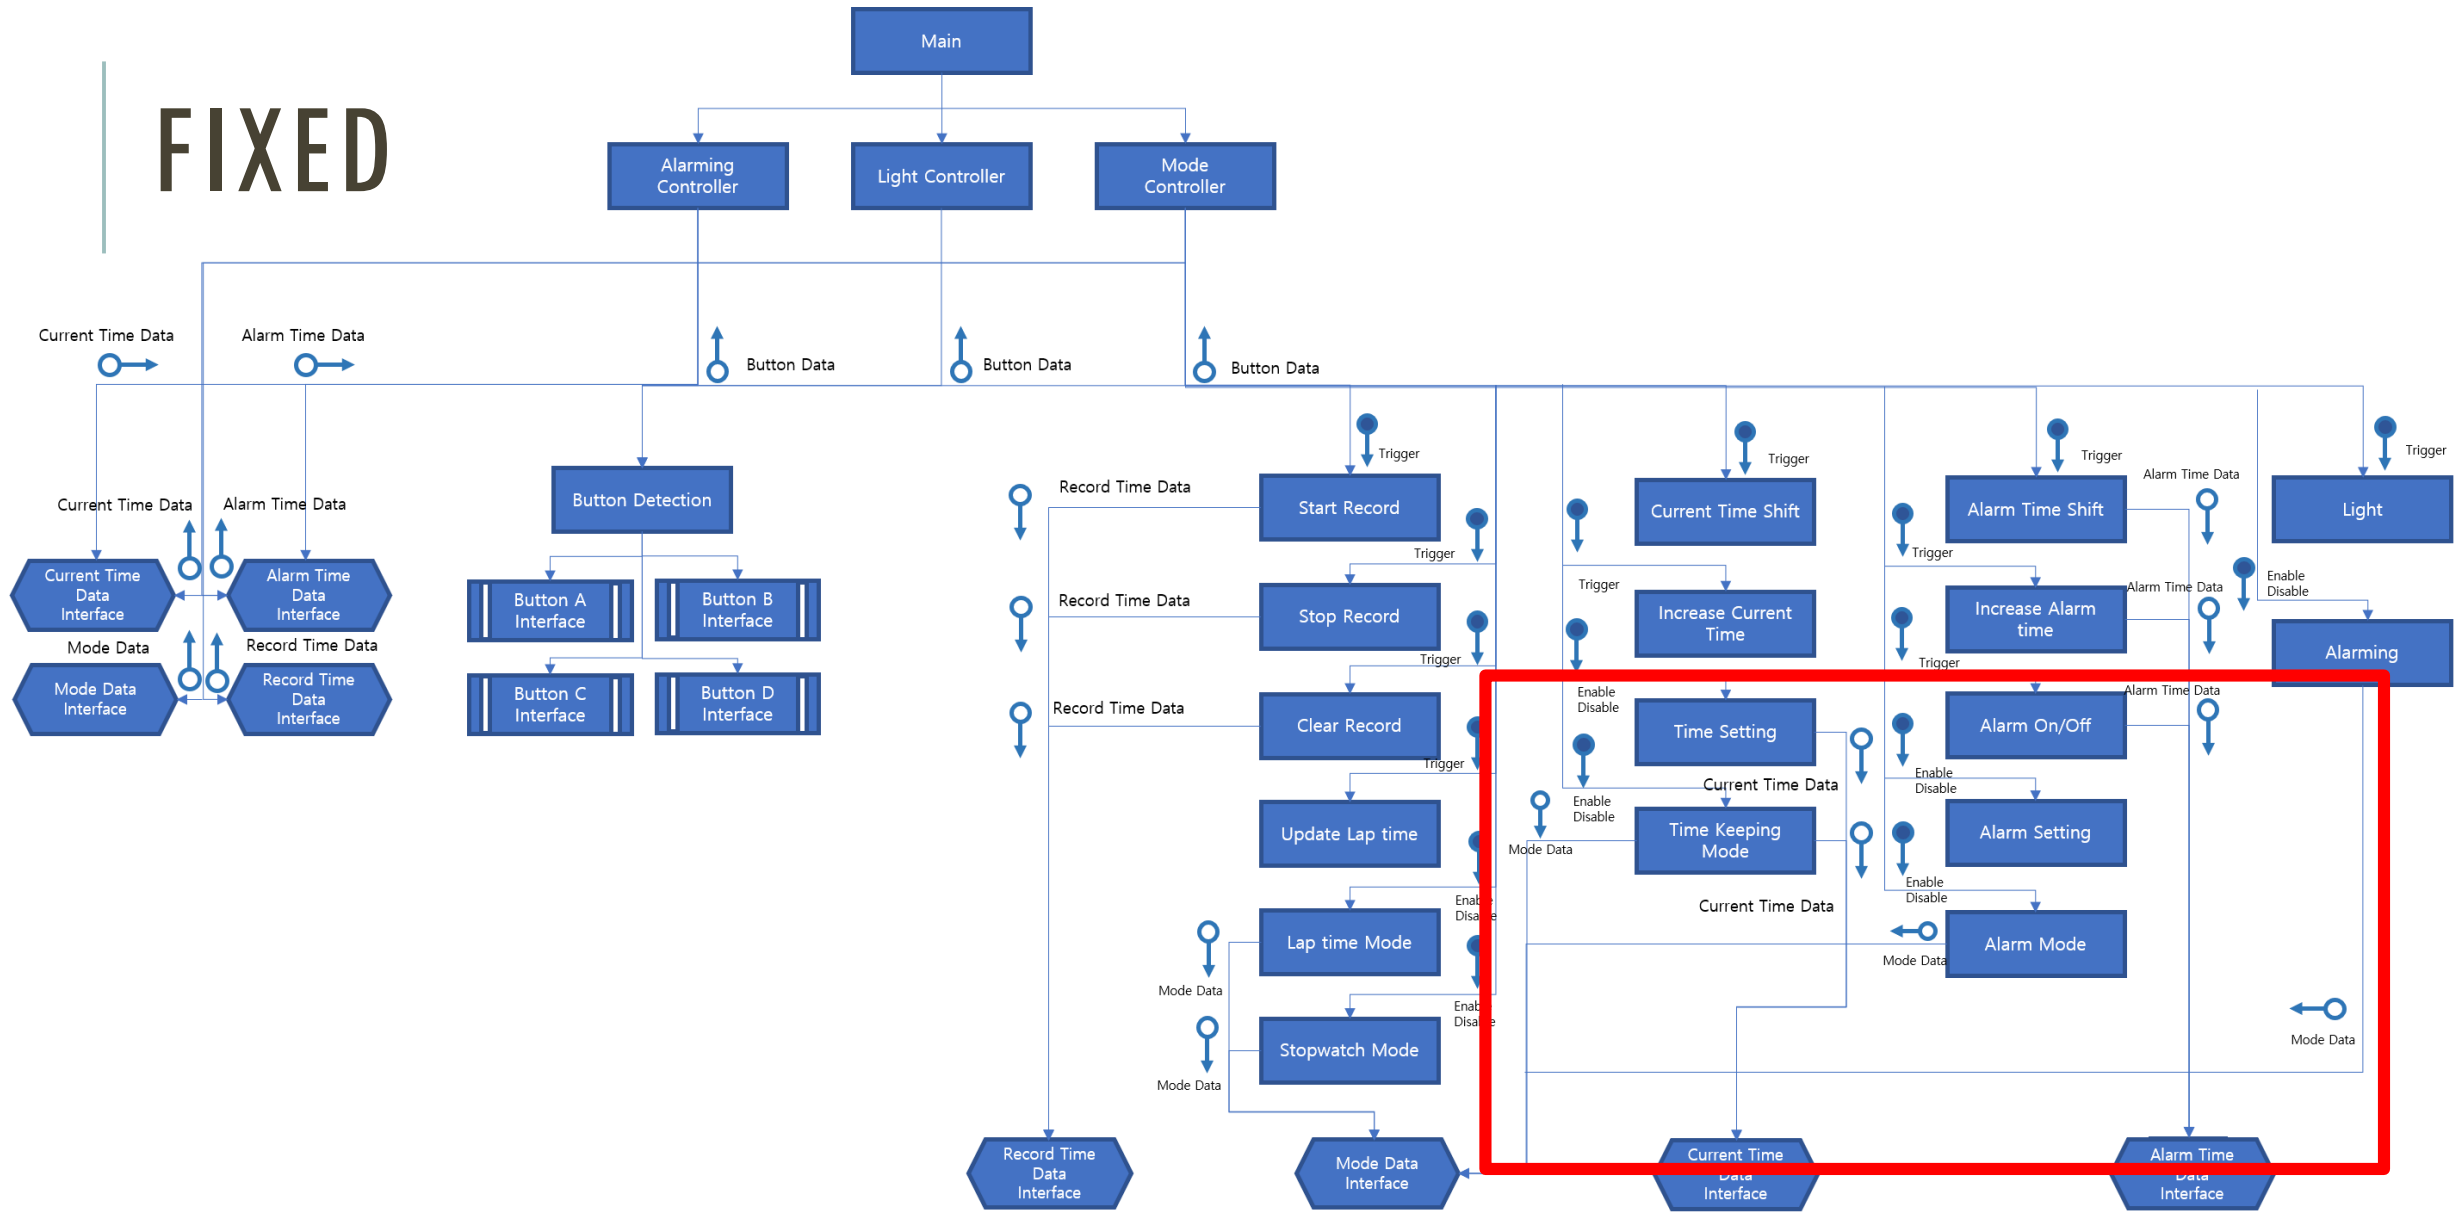 Main
FIXED
Alarming
Controller
Light Controller
Mode
Controller
Current Time Data
Alarm Time Data
Button Data
Button Data
Button Data
Trigger
Trigger
Trigger
Trigger
Current Time Data
Alarm Time Data
Button Detection
Record Time Data
Start Record
Current Time Shift
Alarm Time Shift
Alarm Time Data
Light
Trigger
Trigger
Current Time
Data
Interface
Alarm Time
Data
Interface
Button A
Interface
Button B
Interface
Record Time Data
Stop Record
Trigger
Increase Current
Time
Increase Alarm
time
Alarm Time Data
Enable
Disable
Mode Data
Record Time Data
Trigger
Trigger
Alarming
Mode Data
Interface
Record Time
Data
Interface
Button C
Interface
Button D
Interface
Record Time Data
Clear Record
Enable
Disable
Time Setting
Alarm On/Off
Alarm Time Data
Trigger
Current Time Data
Enable
Disable
Update Lap time
Enable
Disable
Mode Data
Time Keeping
Mode
Alarm Setting
Enable
Disable
Current Time Data
Enable
Disable
Lap time Mode
Mode Data
Alarm Mode
Mode Data
Enable
Disable
Stopwatch Mode
Mode Data
Mode Data
Record Time
Data
Interface
Mode Data
Interface
Current Time
Data
Interface
Alarm Time
Data
Interface